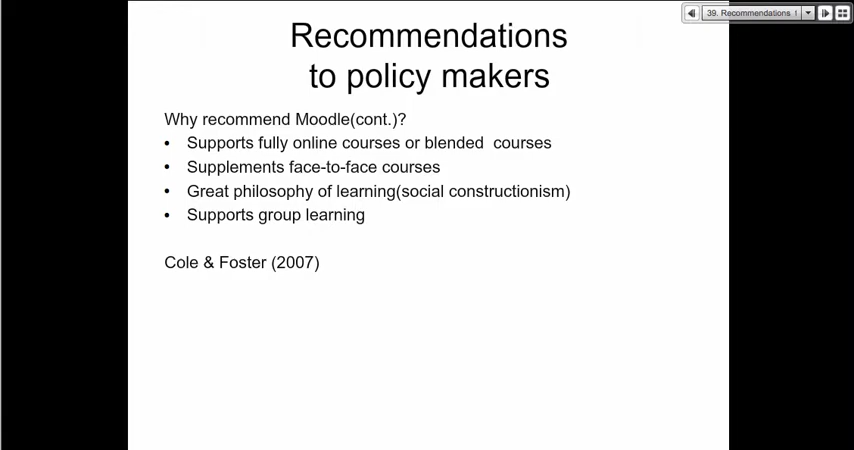 39. Recommendations 1
Recommendations
to policy makers
Why recommend Moodle(cont.)?
• Supports fully online courses or blended  courses
• Supplements face-to-face courses
• Great philosophy of learning(social constructionism)
• Supports group learning
Cole & Foster (2007)